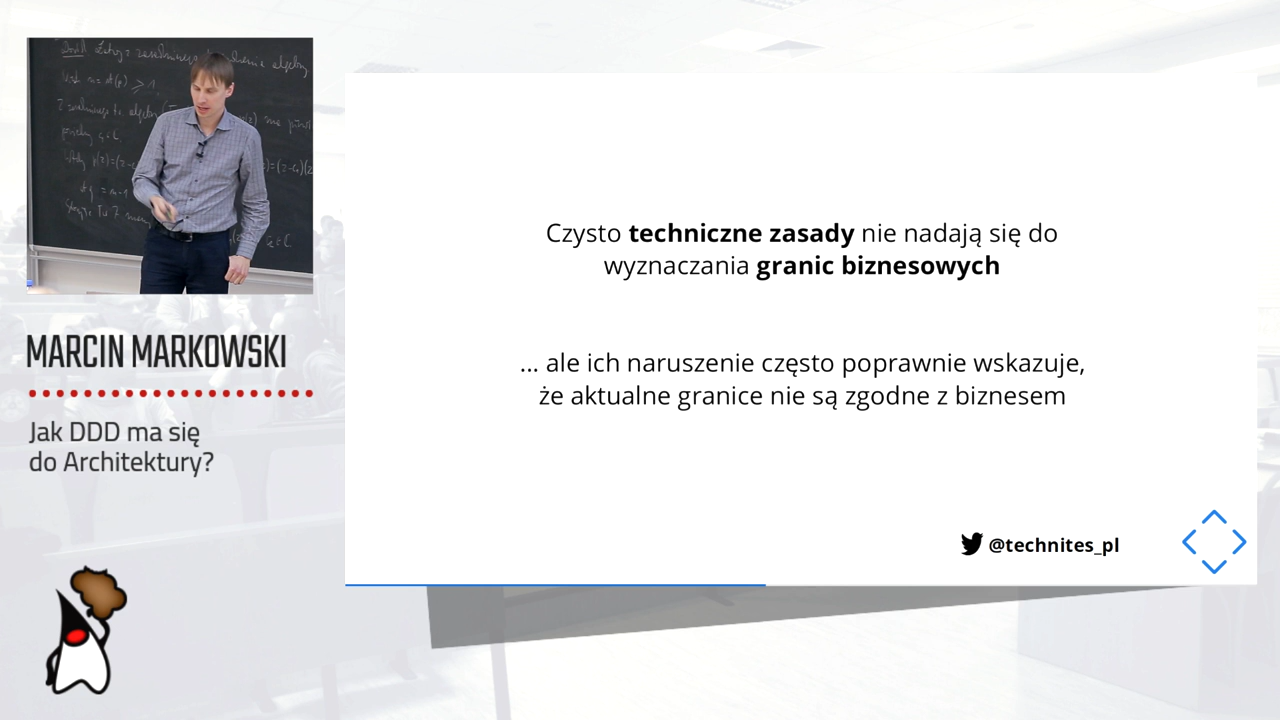 MARCIN MARKOWSKI
Jak DDD ma się
do Architektury?
Czysto techniczne zasady nie nadają się do
wyznaczania granic biznesowych
... ale ich naruszenie często poprawnie wskazuje,
że aktualne granice nie są zgodne z biznesem
@technites_pl